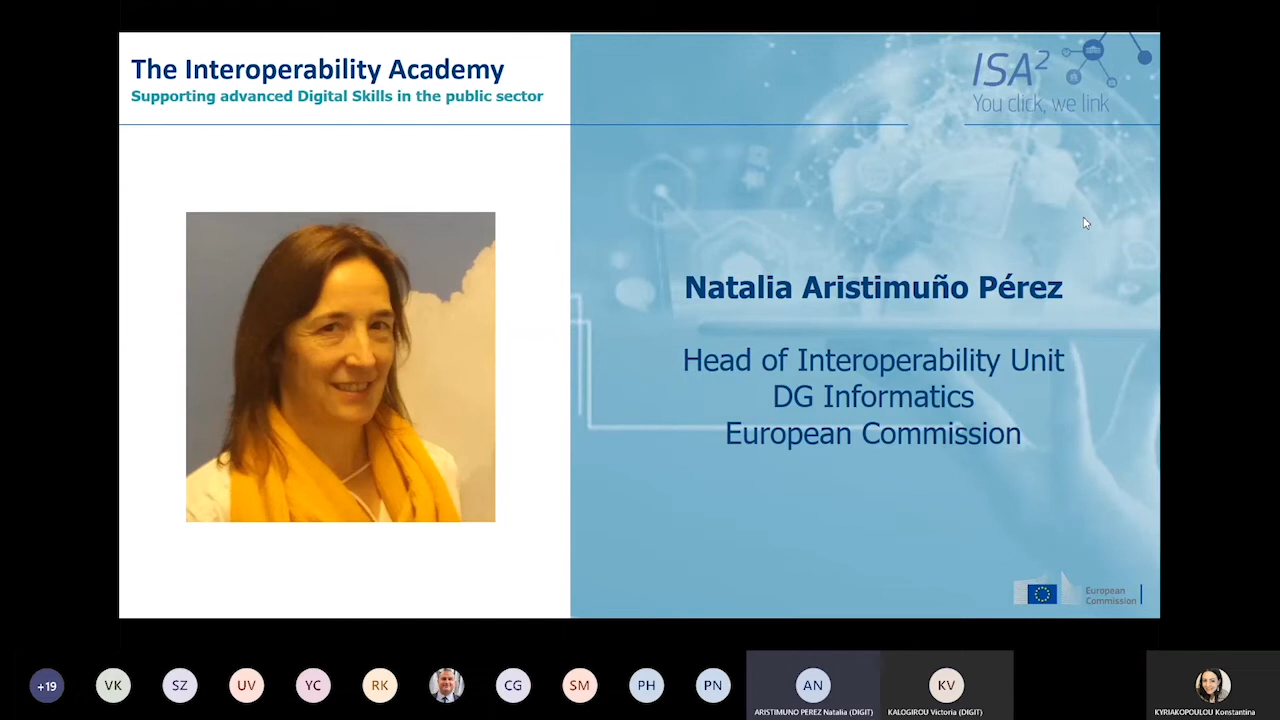 The Interoperability Academy
Supporting advanced Digital Skills in the public sector
ISA²
You click, we link
Natalia Aristimuño Pérez
Head of Interoperability Unit
DG Informatics
European Commission
European
Commission
+19
VK
SZ
UV
YC
RK
CG
SM
PH
PN
AN
KV
ARISTIMUNO PEREZ Natalia (DIGIT)
KALOGIROU Victoria (DIGIT)
KYRIAKOPOULOU Konstantina